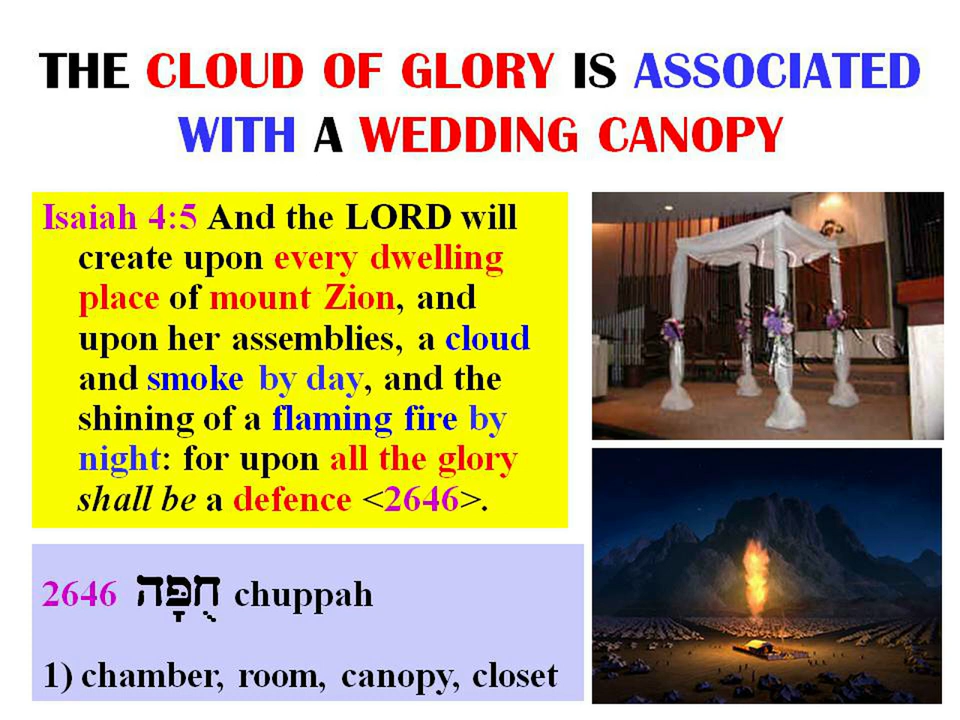 THE CLOUD OF GLORY IS ASSOCIATED
WITH A WEDDING CANOPY
Isaiah 4:5 And the LORD will
create upon every dwelling
place of mount Zion, and
upon her assemblies, a cloud
and smoke by day, and the
shining of a flaming fire by
night: for upon all the glory
shall be a defence <2646>.
2646 חֻפָּה chuppah
1) chamber, room, canopy, closet